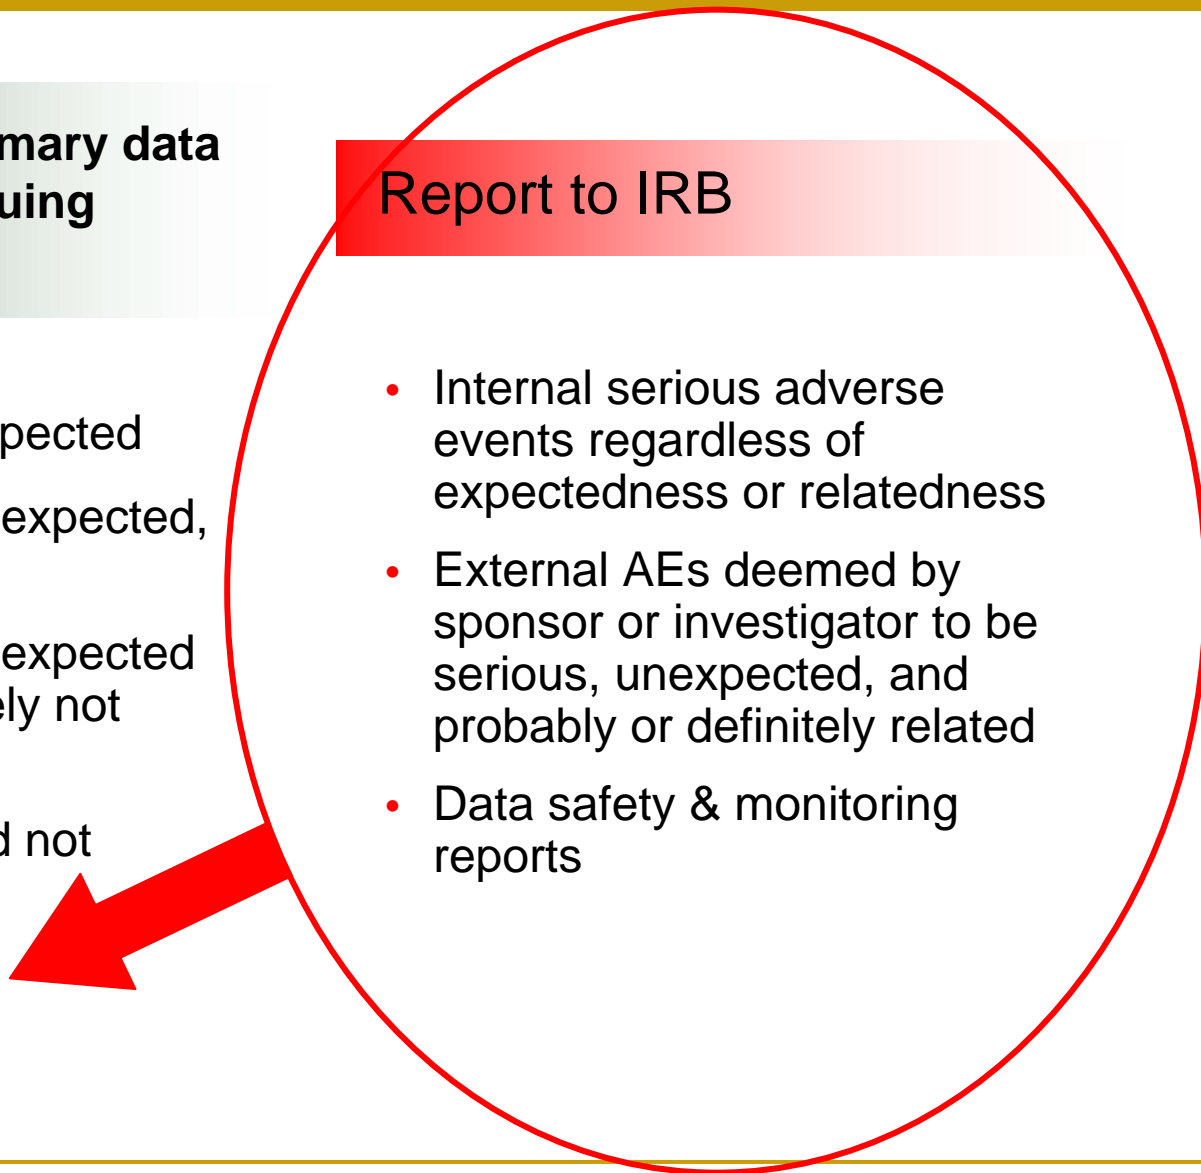 mary data
uing
pected
expected,
expected
ely not
d not
Report to IRB
• Internal serious adverse
events regardless of
expectedness or relatedness
• External AEs deemed by
sponsor or investigator to be
serious, unexpected, and
probably or definitely related
• Data safety & monitoring
reports